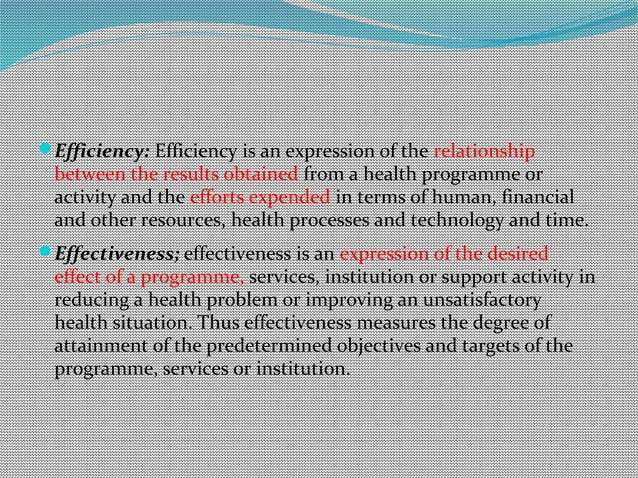 Efficiency: Efficiency is an expression of the relationship
between the results obtained from a health programme or
activity and the efforts expended in terms of human, financial
and other resources, health processes and technology and time.
Effectiveness; effectiveness is an expression of the desired
effect of a programme, services, institution or support activity in
reducing a health problem or improving an unsatisfactory
health situation. Thus effectiveness measures the degree of
attainment of the predetermined objectives and targets of the
programme, services or institution.